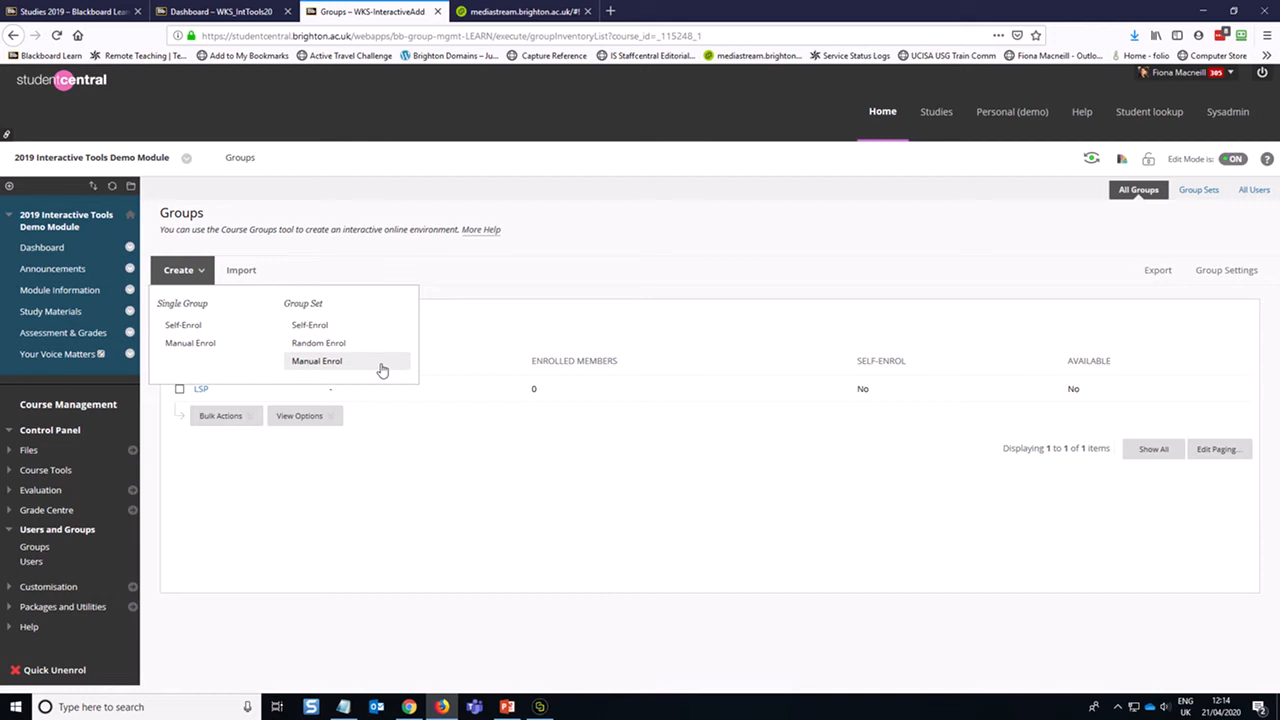 Studies 2019 – Blackboard Learn
Dashboard – WKS_IntTools20
Groups – WKS-InteractiveAdd
mediastream.brighton.ac.uk/#!
https://studentcentral.brighton.ac.uk/webapps/bb-group-mgmt-LEARN/execute/groupInventoryList?course_id=_115248_1
Blackboard Learn
Remote Teaching | Te...
Add to My Bookmarks
Active Travel Challenge
Brighton Domains – Ju...
Capture Reference
IS Staffcentral Editorial...
mediastream.brighton...
Service Status Logs
UCISA USG Train Comm
Fiona Macneill – Outlo...
Home - folio
Computer Store
studentcentral
Fiona Macneill 305
Home
Studies
Personal (demo)
Help
Student lookup
Sysadmin
2019 Interactive Tools Demo Module
Groups
Edit Mode is: ON ?
All Groups
Group Sets
All Users
2019 Interactive Tools
Demo Module
Dashboard
Announcements
Module Information
Study Materials
Assessment & Grades
Your Voice Matters
Course Management
Control Panel
Files
Course Tools
Evaluation
Grade Centre
Users and Groups
Groups
Users
Customisation
Packages and Utilities
Help
Quick Unenrol
Groups
You can use the Course Groups tool to create an interactive online environment. More Help
Create
Import
Export
Group Settings
Single Group
Self-Enrol
Manual Enrol
Group Set
Self-Enrol
Random Enrol
Manual Enrol
ENROLLED MEMBERS
SELF-ENROL
AVAILABLE
LSP - 0 No No
Bulk Actions
View Options
Displaying 1 to 1 of 1 items
Show All
Edit Paging...
Type here to search
ENG
UK
12:14
21/04/2020
2